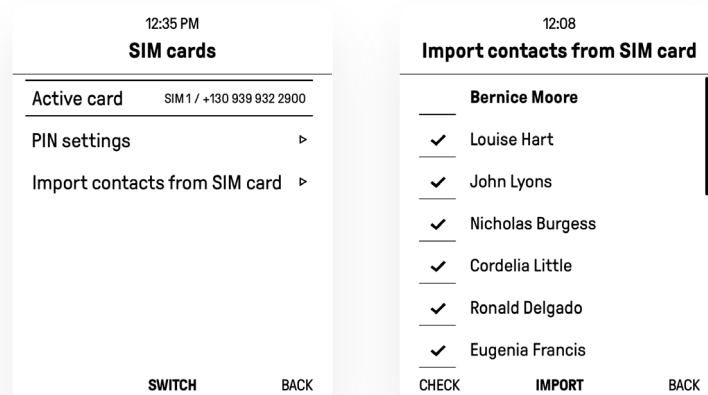 12:35 PM
SIM cards
Active card SIM 1 / +130 939 932 2900
PIN settings
Import contacts from SIM card
SWITCH BACK
12:08
Import contacts from SIM card
Bernice Moore
Louise Hart
John Lyons
Nicholas Burgess
Cordelia Little
Ronald Delgado
Eugenia Francis
CHECK IMPORT BACK